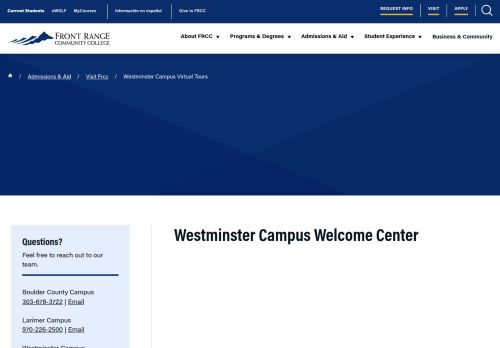 Current Students eWOLF MyCourses Información en español Give to FRCC REQUEST INFO VISIT APPLY
FRONT RANGE
COMMUNITY COLLEGE
About FRCC Programs & Degrees Admissions & Aid Student Experience Business & Community
/ Admissions & Aid / Visit Frcc / Westminster Campus Virtual Tours
Westminster Campus Welcome Center
Questions?
Feel free to reach out to our
team.
Boulder County Campus
303-678-3722 | Email
Larimer Campus
970-226-2500 | Email
Westminster Campus